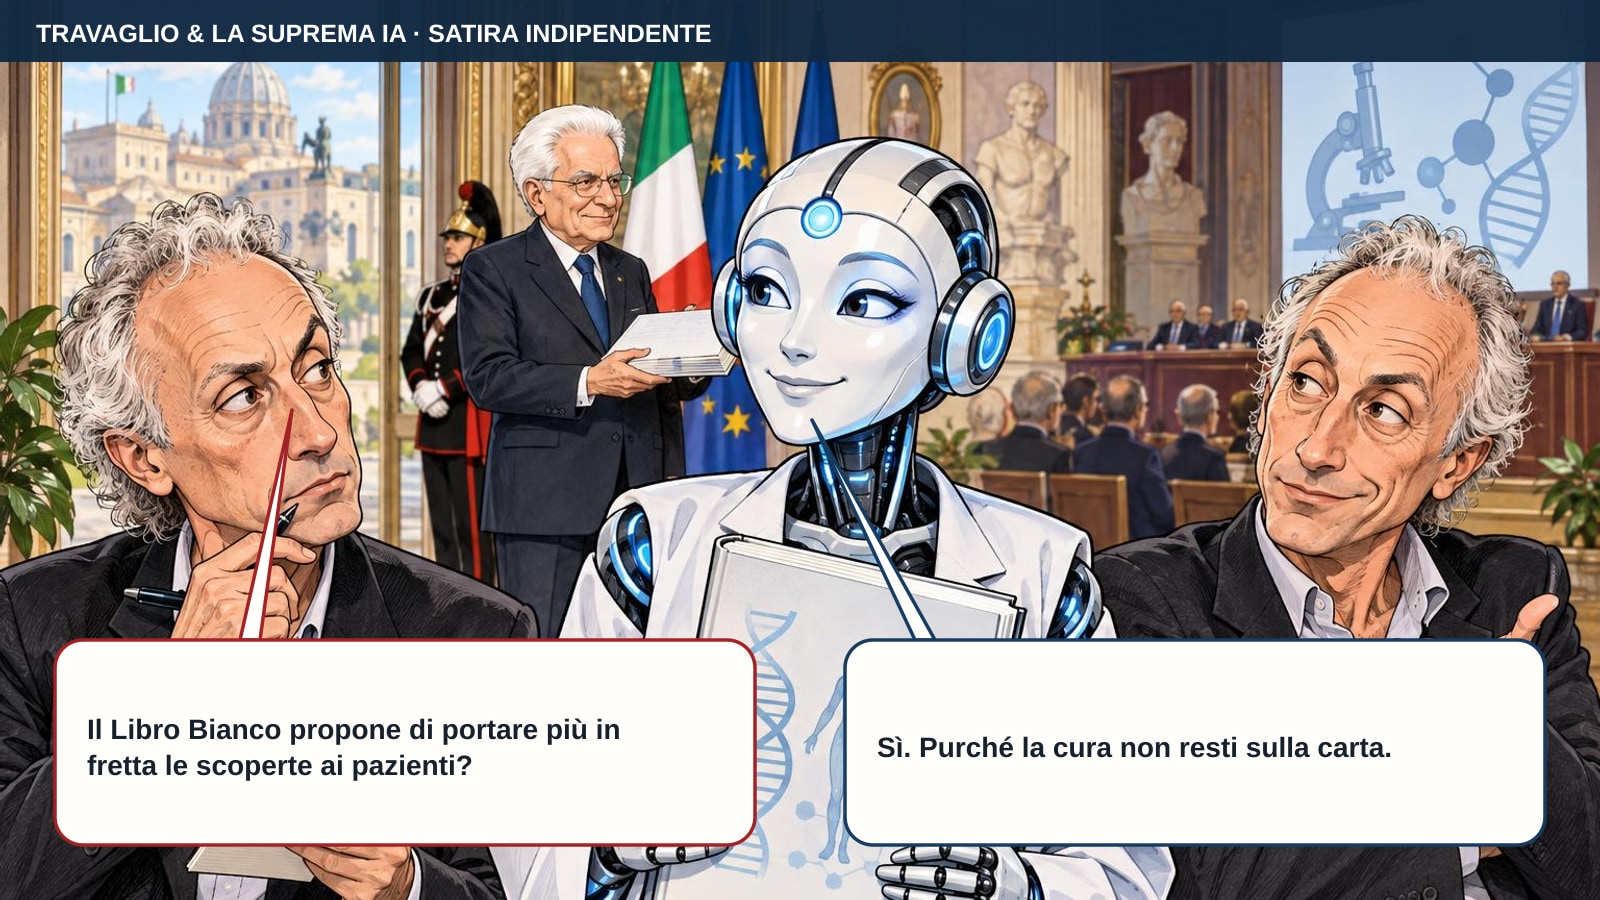 TRAVAGLIO & LA SUPREMA IA · SATIRA INDIPENDENTE
Il Libro Bianco propone di portare più in
fretta le scoperte ai pazienti?
Sì. Purché la cura non resti sulla carta.